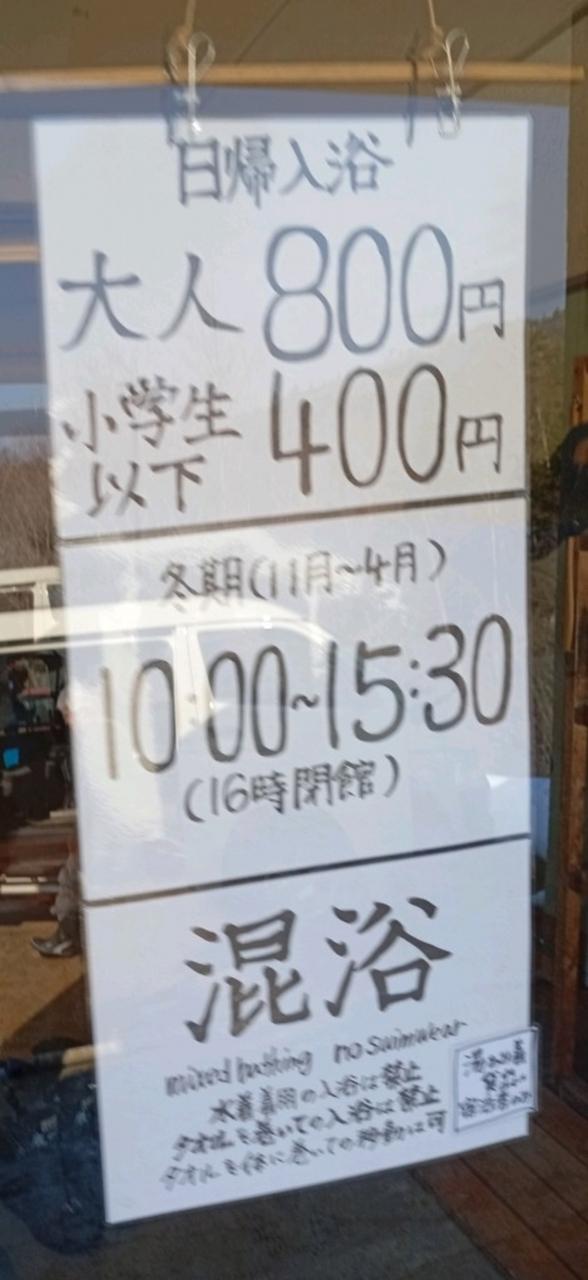 日帰入浴
大人 800円
小学生 400円
以下
冬期(11月～4月)
10:00~15:30
(16時閉館)
混浴
mixed bathing no swimwear
水着着用の入浴は禁止
タオルを巻いての入浴は禁止
タオルを体に巻いての移動は可